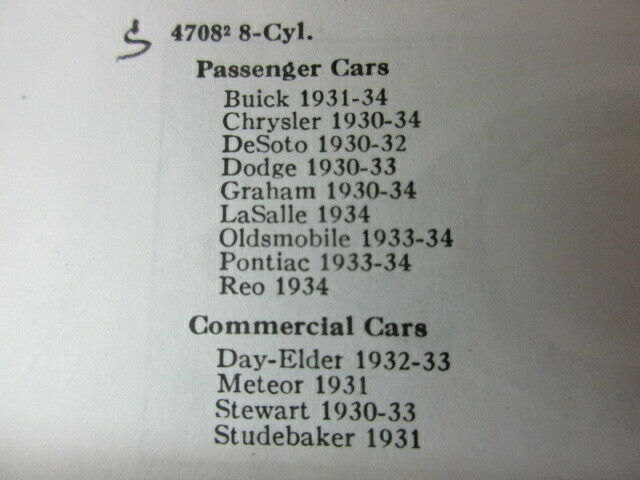 S 4708² 8-Cyl.
Passenger Cars
Buick 1931-34
Chrysler 1930-34
DeSoto 1930-32
Dodge 1930-33
Graham 1930-34
LaSalle 1934
Oldsmobile 1933-34
Pontiac 1933-34
Reo 1934
Commercial Cars
Day-Elder 1932-33
Meteor 1931
Stewart 1930-33
Studebaker 1931